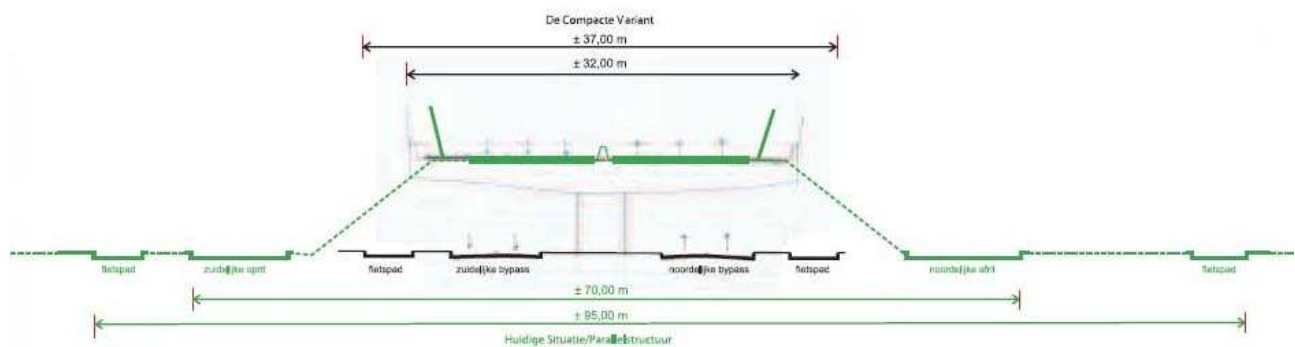 De Compacte Variant
± 37,00 m
± 32,00 m
fietspad zuidelijke oprit fietspad zuidelijke bypass noordelijke bypass fietspad noordelijke afrit fietspad
± 70,00 m
± 95,00 m
Huidige Situatie/Parallelstructuur